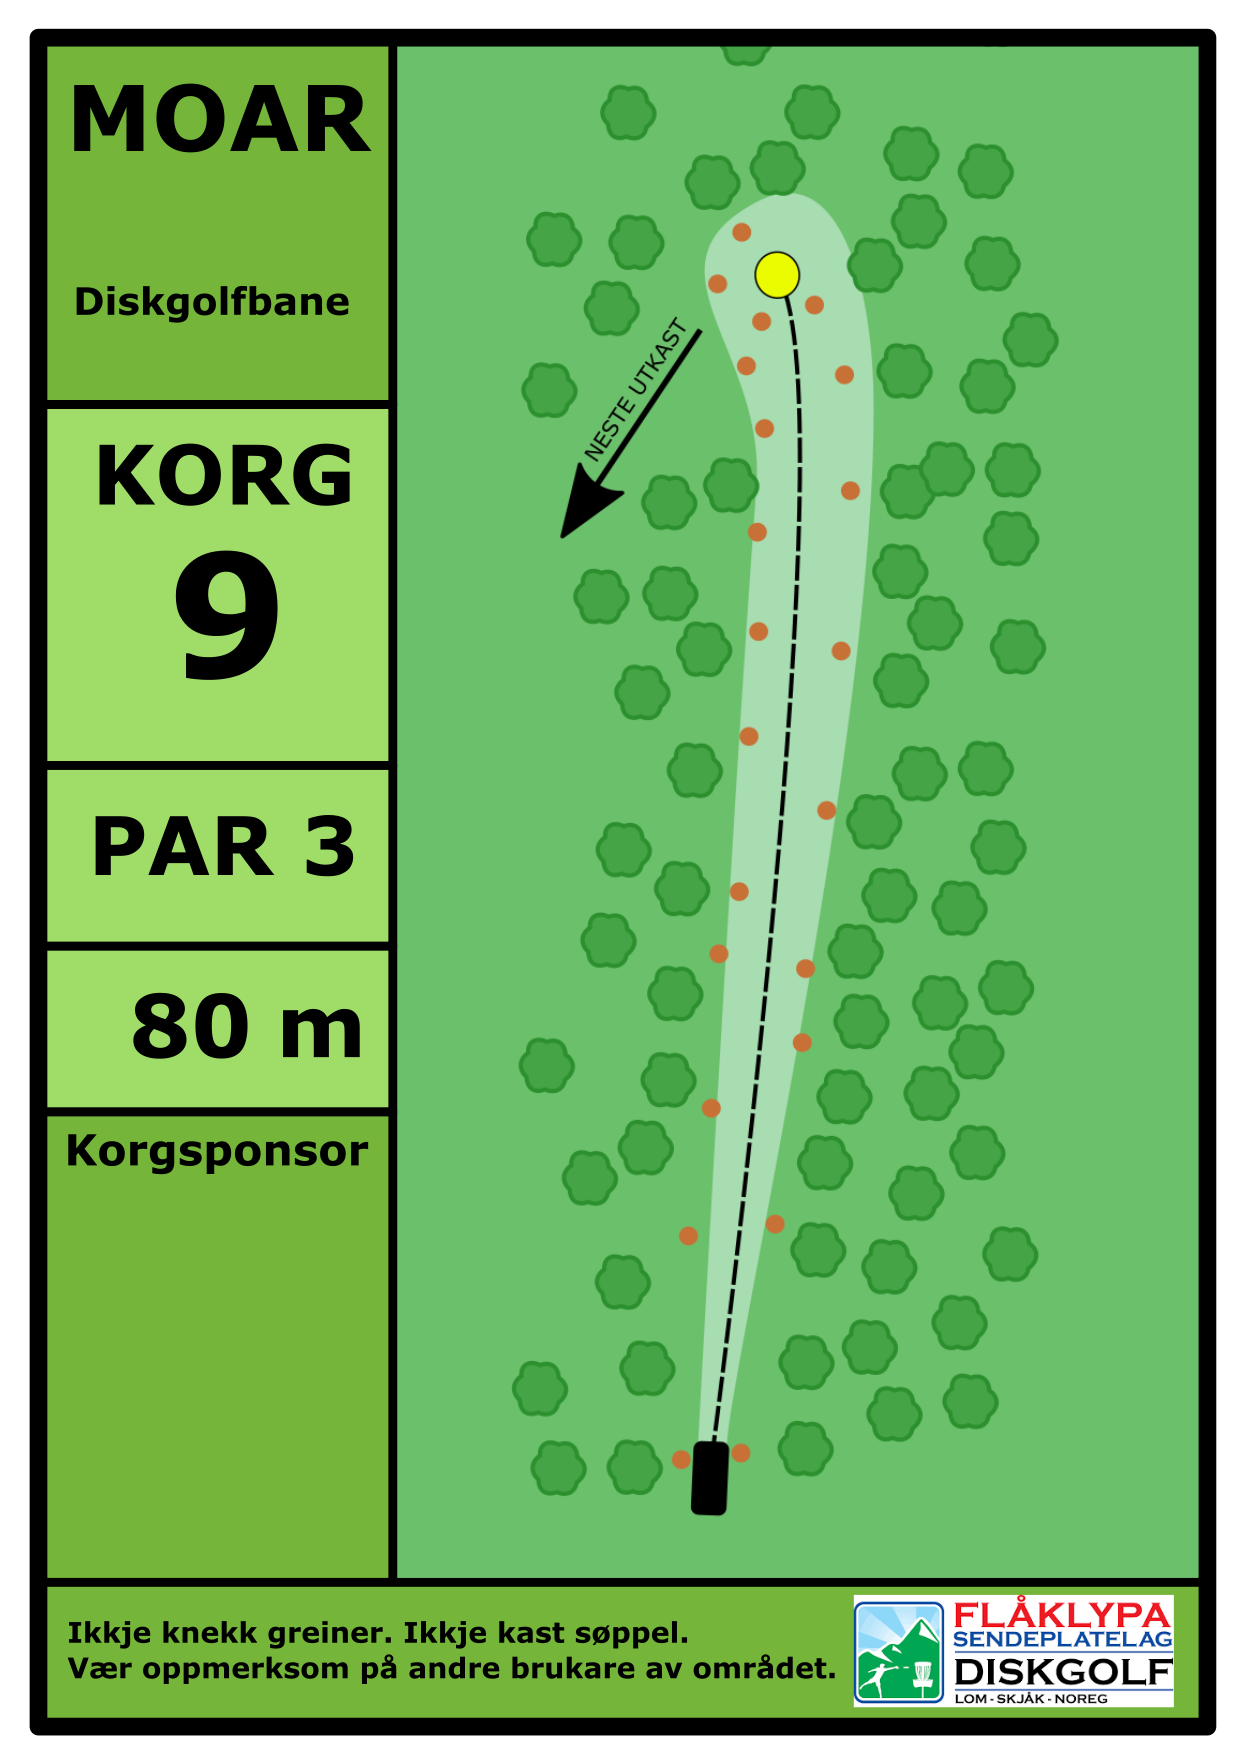 MOAR
Diskgolfbane
KORG
9
PAR 3
80 m
Korgsponsor
NESTE UTKAST
Ikkje knekk greiner. Ikkje kast søppel.
Vær oppmerksom på andre brukare av området.
FLÅKLYPA
SENDEPLATELAG
DISKGOLF
LOM - SKJÅK - NOREG